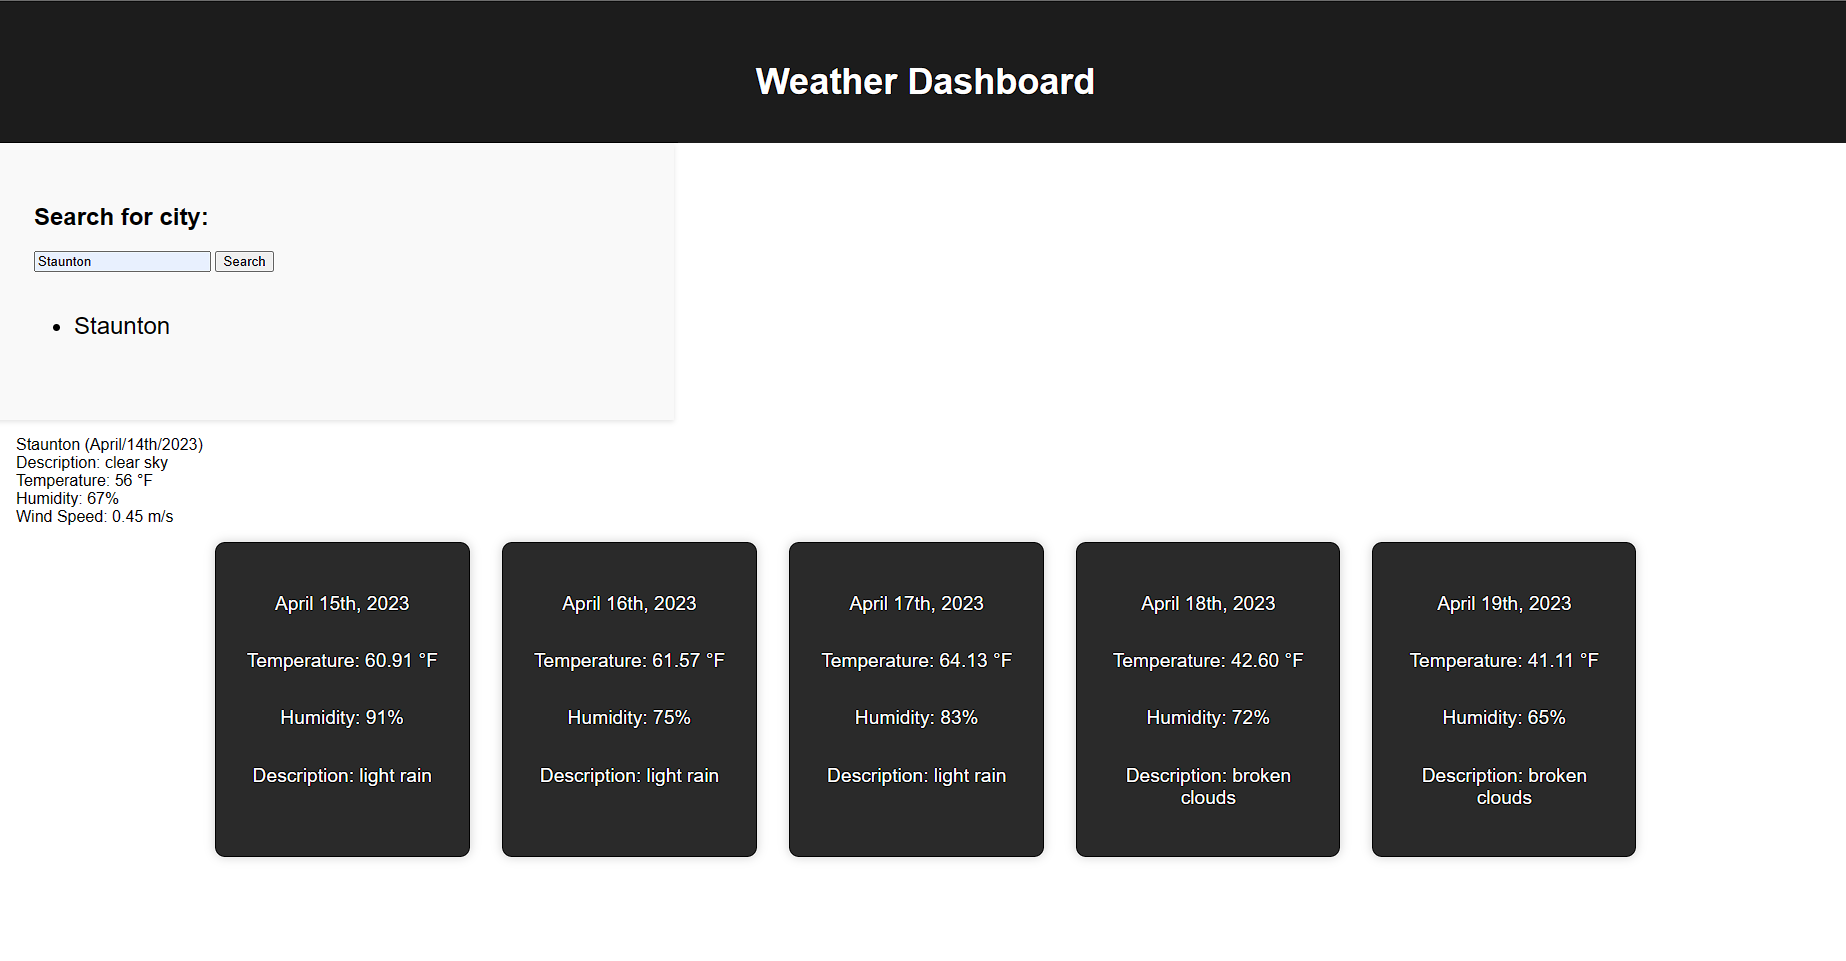 Weather Dashboard
Search for city:
Staunton Search
• Staunton
Staunton (April/14th/2023)
Description: clear sky
Temperature: 56 °F
Humidity: 67%
Wind Speed: 0.45 m/s
April 15th, 2023
Temperature: 60.91 °F
Humidity: 91%
Description: light rain
April 16th, 2023
Temperature: 61.57 °F
Humidity: 75%
Description: light rain
April 17th, 2023
Temperature: 64.13 °F
Humidity: 83%
Description: light rain
April 18th, 2023
Temperature: 42.60 °F
Humidity: 72%
Description: broken
clouds
April 19th, 2023
Temperature: 41.11 °F
Humidity: 65%
Description: broken
clouds